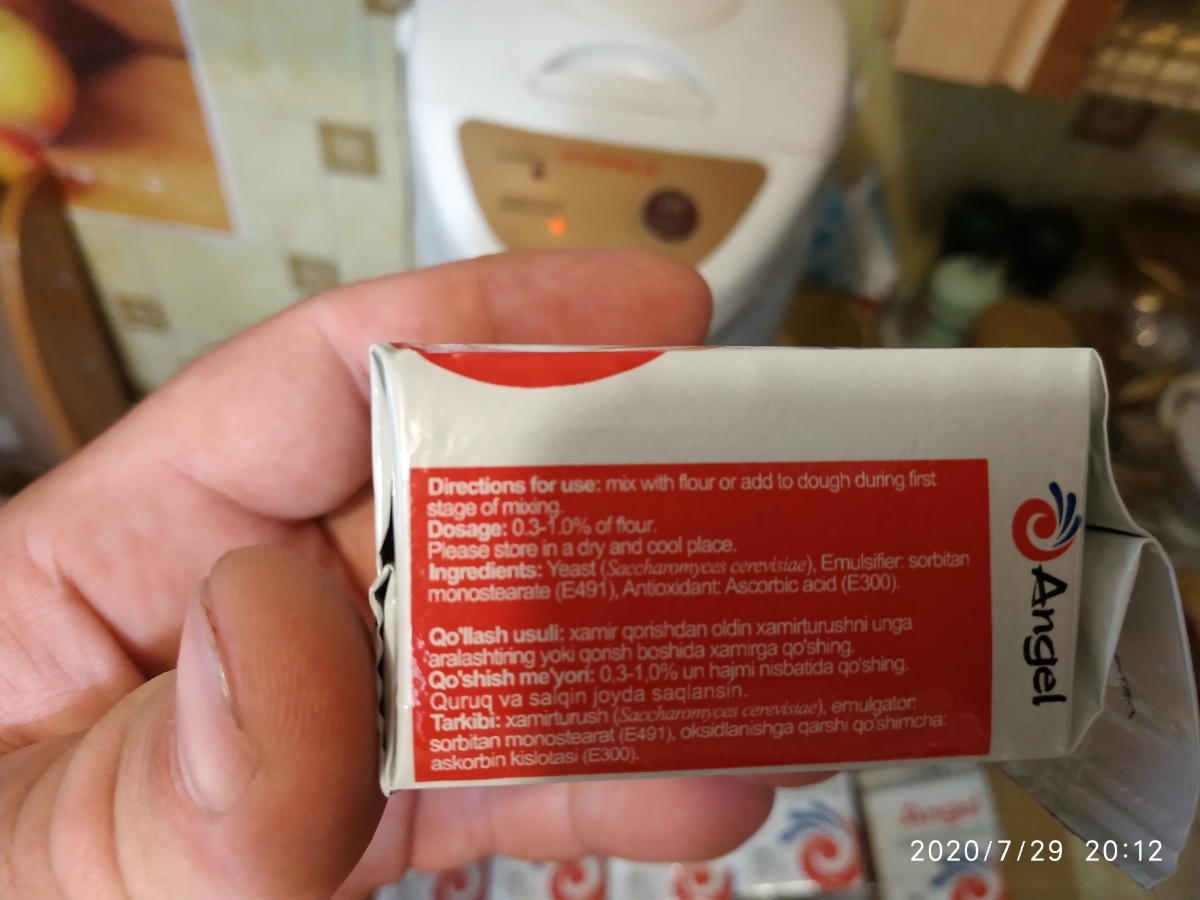 Directions for use: mix with flour or add to dough during first
stage of mixing.
Dosage: 0.3-1.0% of flour.
Please store in a dry and cool place.
Ingredients: Yeast (Saccharomyces cerevisiae), Emulsifier: sorbitan
monostearate (E491), Antioxidant: Ascorbic acid (E300).
Qo'llash usuli: xamir qorishdan oldin xamirturushni unga
aralashtiring yoki qorish boshida xamirga qo'shing.
Qo'shish me'yori: 0,3-1,0% un hajmi nisbatida qo'shing.
Quruq va salqin joyda saqlansin.
Tarkibi: xamirturush (Saccharomyces cerevisiae), emulgator:
sorbitan monostearat (E491), oksidlanishga qarshi qo'shimcha:
askorbin kislotasi (E300).
Angel
Angel
2020/7/29 20:12